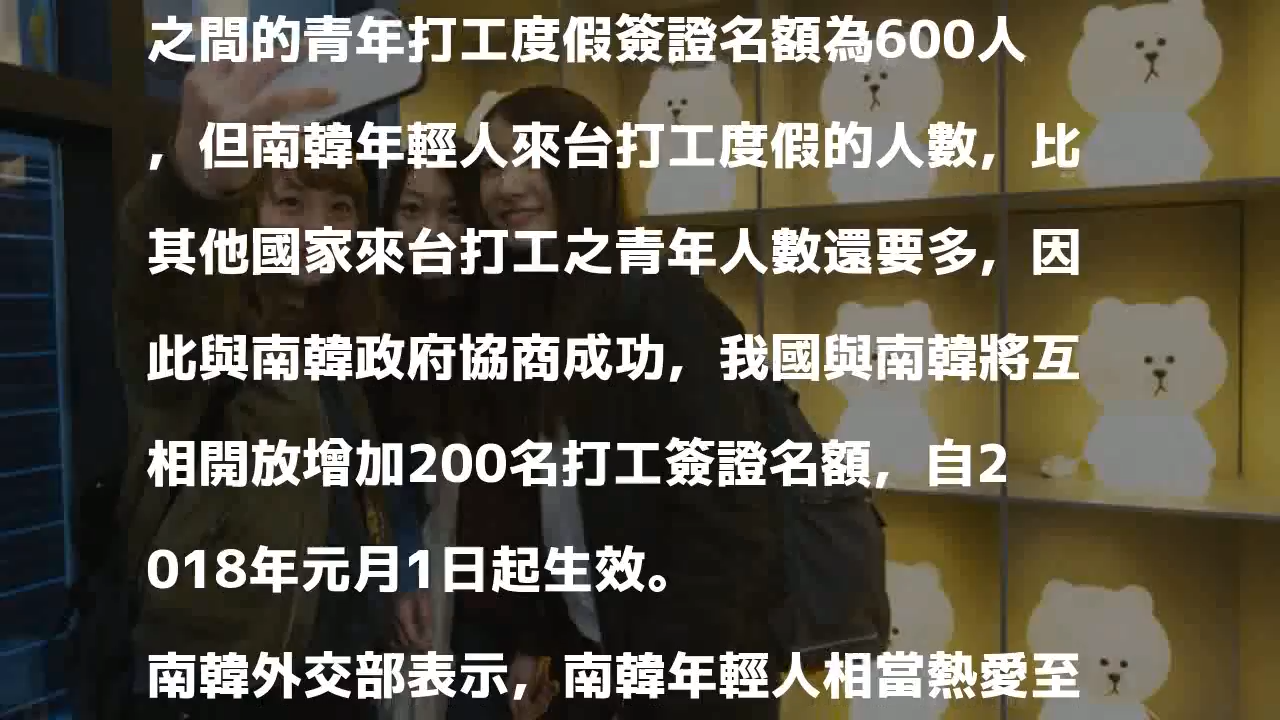 之間的青年打工度假簽證名額為600人
，但南韓年輕人來台打工度假的人數，比
其他國家來台打工之青年人數還要多，因
此與南韓政府協商成功，我國與南韓將互
相開放增加200名打工簽證名額，自2
018年元月1日起生效。
南韓外交部表示，南韓年輕人相當熱愛至